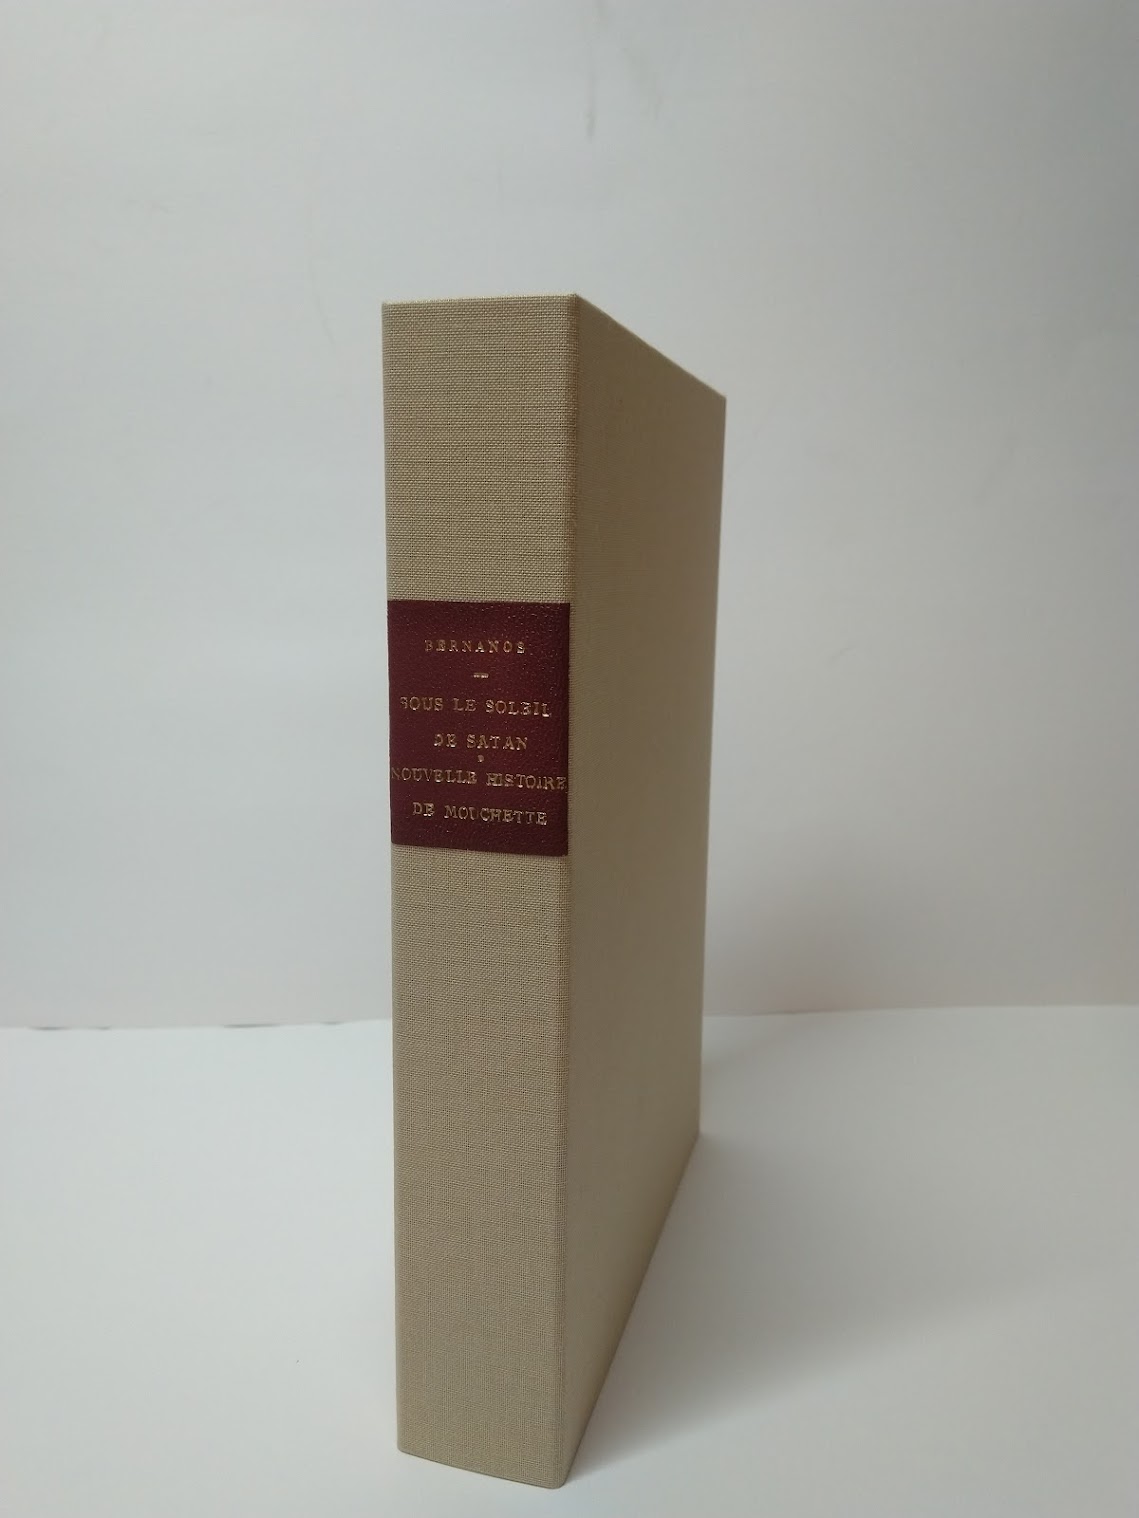 BERNANOS
—
SOUS LE SOLEIL
DE SATAN
*
NOUVELLE HISTOIRE
DE MOUCHETTE